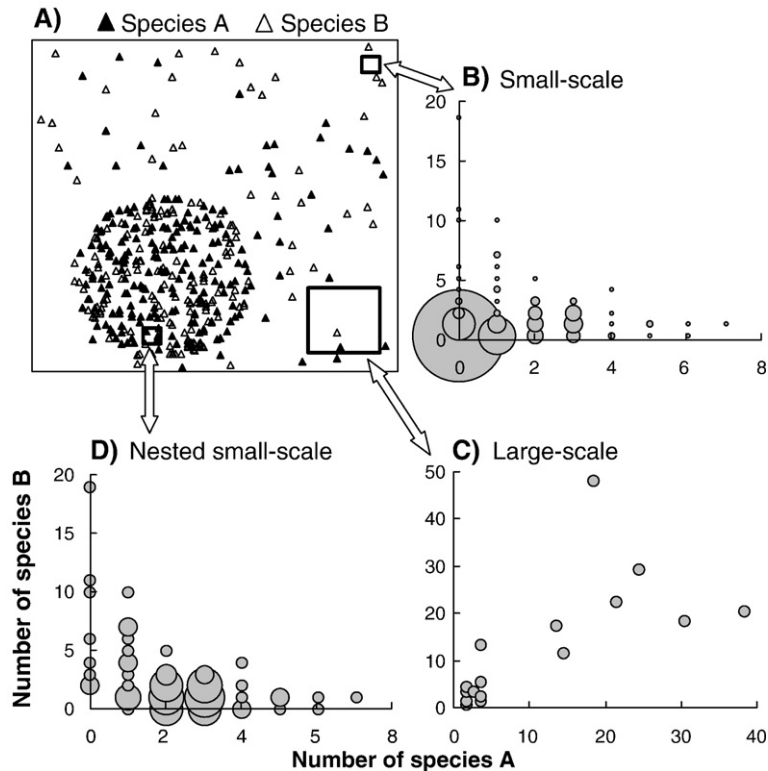 A) ▲ Species A △ Species B
B) Small-scale
20
15
10
5
0
0 2 4 6 8
D) Nested small-scale
20
10
5
0
0 2 4 5 8
Number of species B
C) Large-scale
50
40
30
20
10
0
0 10 20 30 40
Number of species A